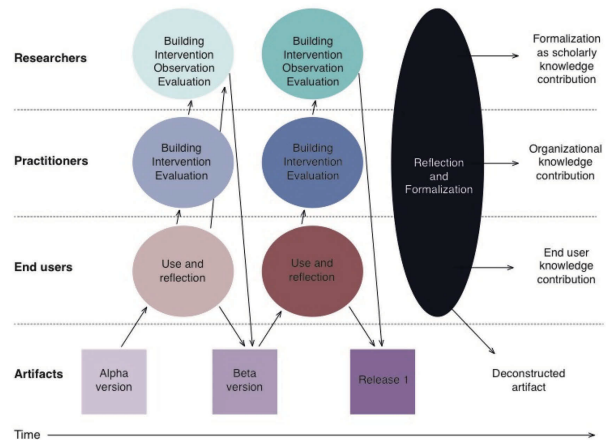 Researchers
Building
Intervention
Observation
Evaluation
Building
Intervention
Observation
Evaluation
Formalization
as scholarly
knowledge
contribution
Practitioners
Building
Intervention
Evaluation
Building
Intervention
Evaluation
Reflection
and
Formalization
Organizational
knowledge
contribution
End users
Use and
reflection
Use and
reflection
End user
knowledge
contribution
Artifacts
Alpha
version
Beta
version
Release 1
Deconstructed
artifact
Time